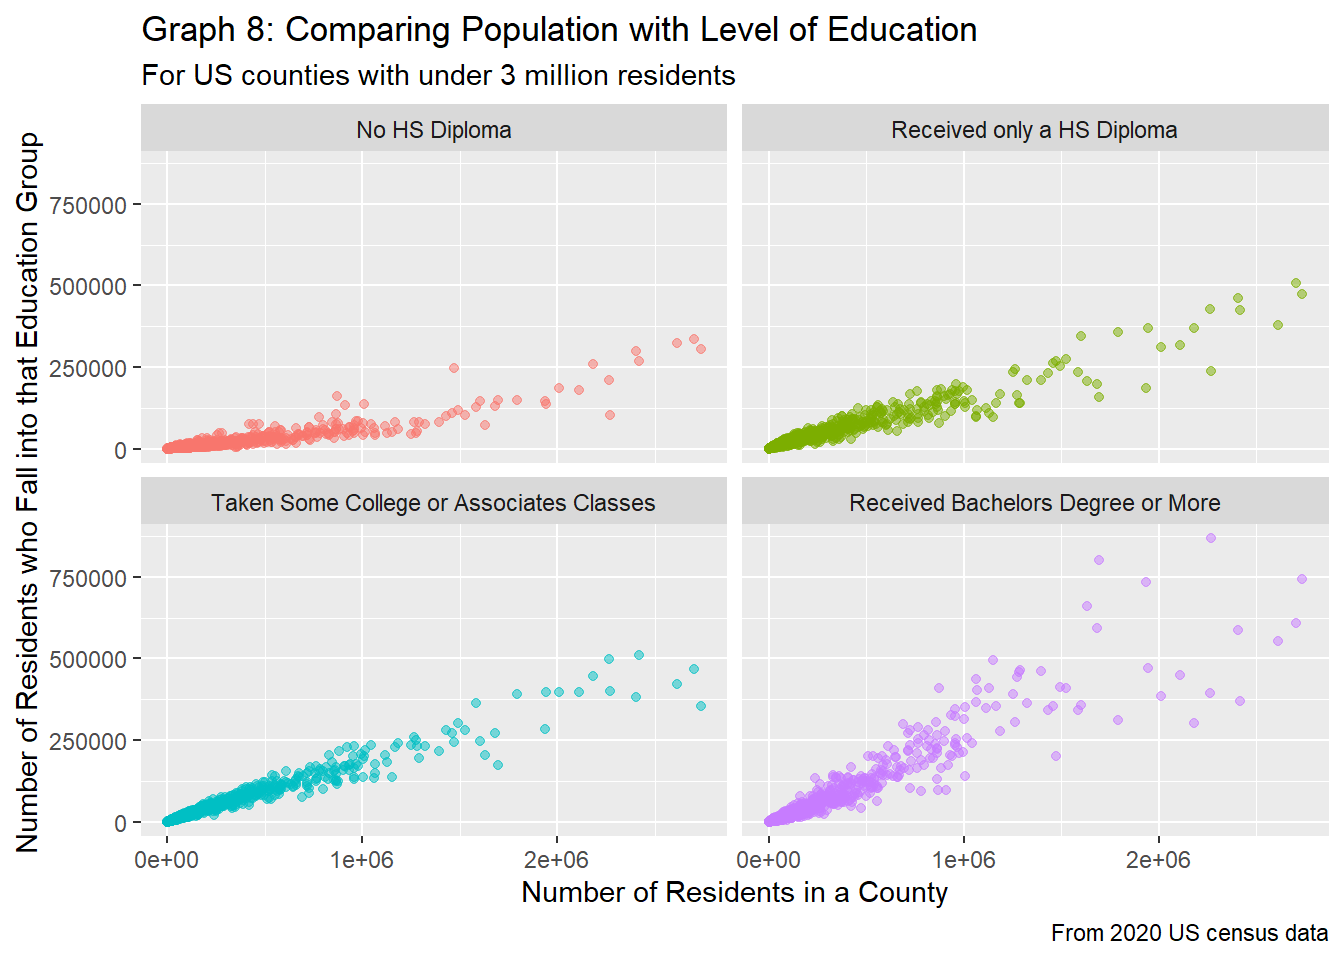 Graph 8: Comparing Population with Level of Education
For US counties with under 3 million residents
No HS Diploma
Received only a HS Diploma
Number of Residents who Fall into that Education Group
750000
500000
250000
0
Taken Some College or Associates Classes
Received Bachelors Degree or More
750000
500000
250000
0
0e+00
1e+06
2e+06
0e+00
1e+06
2e+06
Number of Residents in a County
From 2020 US census data